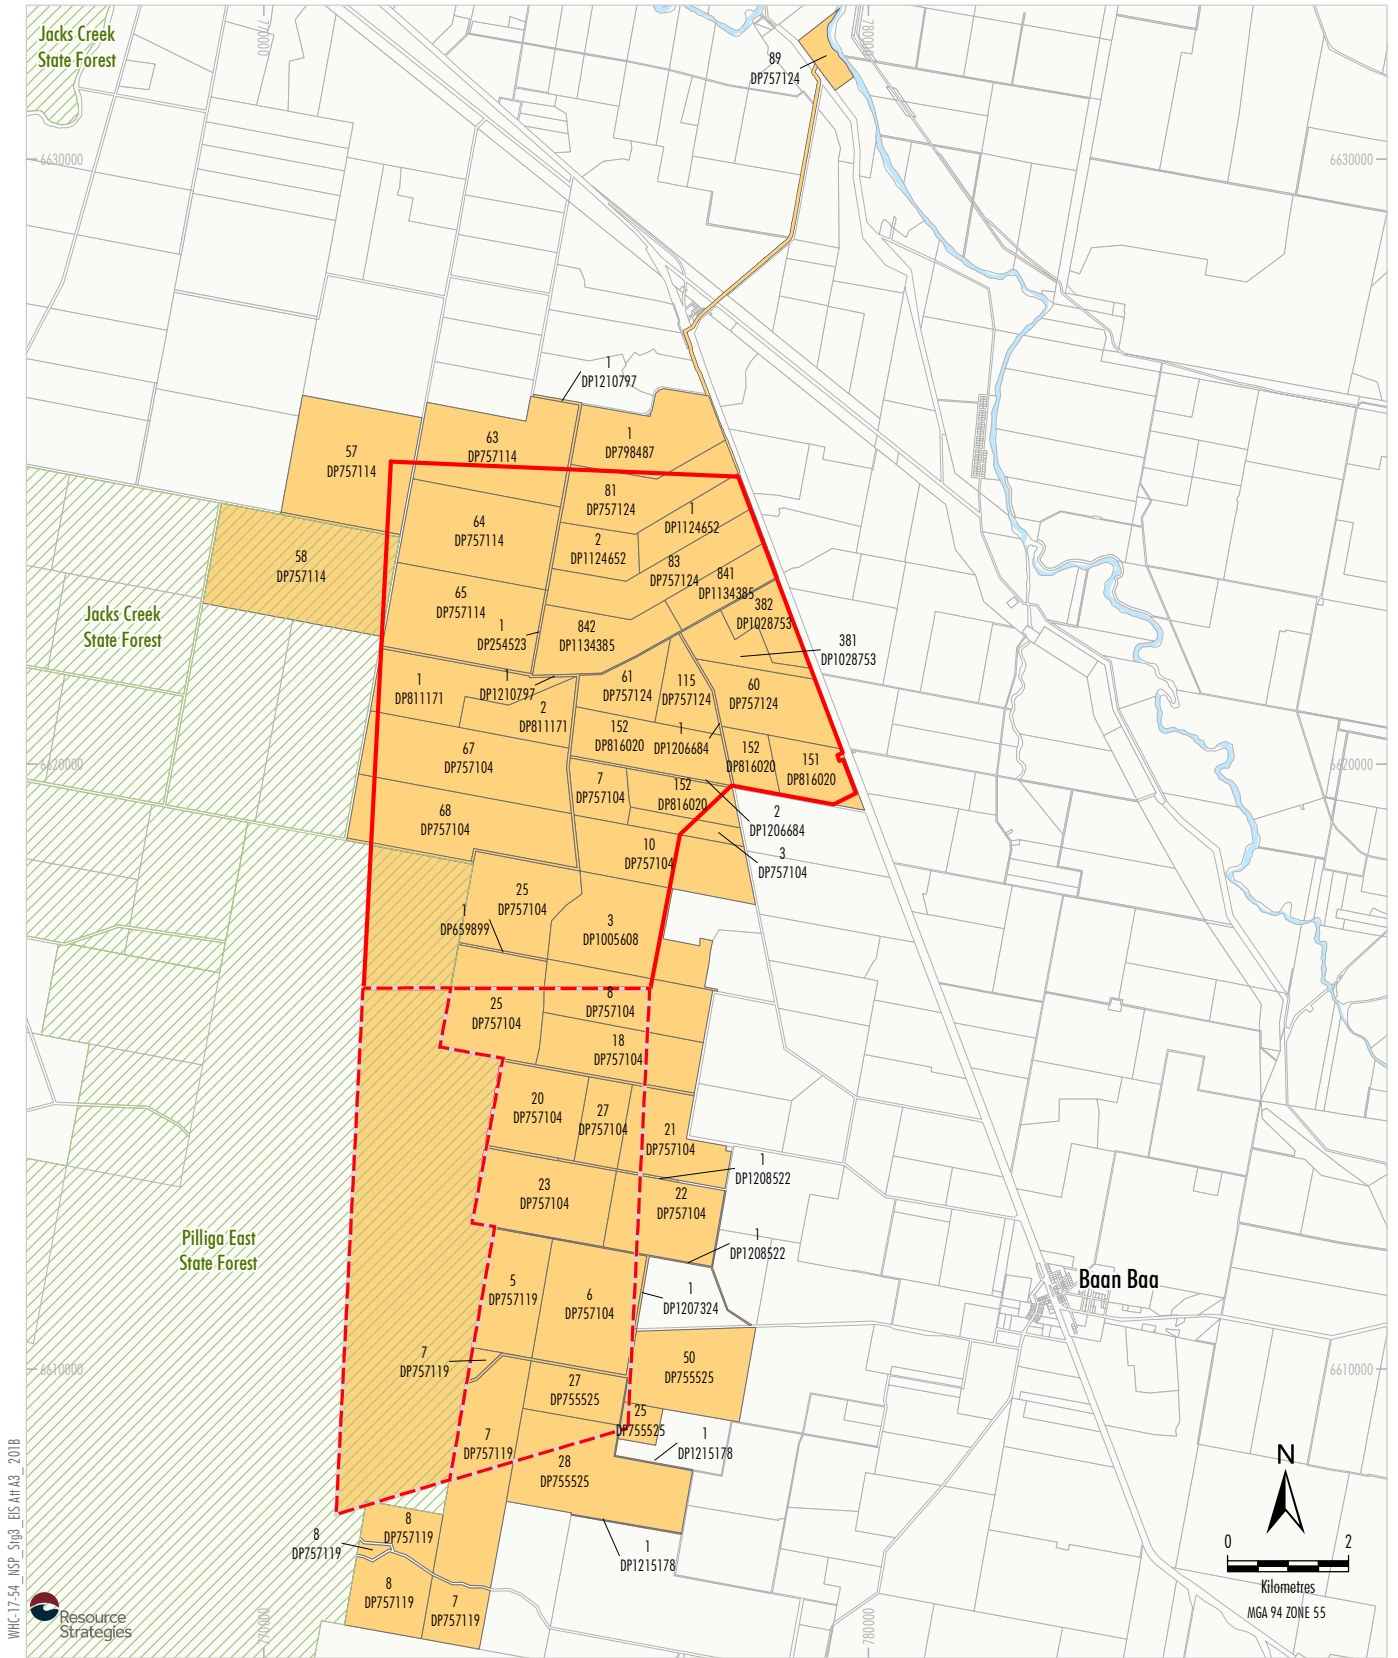 Jacks Creek
State Forest
770000
780000
89
DP757124
6630000
6630000
1
DP1210797
57
DP757114
63
DP757114
1
DP798487
81
DP757124
1
DP1124652
64
DP757114
2
DP1124652
58
DP757114
83
DP757124
841
DP1134385
65
DP757114
382
DP1028753
Jacks Creek
State Forest
1
DP254523
842
DP1134385
381
DP1028753
1
DP811171
1
DP1210797
61
DP757124
115
DP757124
60
DP757124
2
DP811171
152
DP816020
1
DP1206684
152
DP816020
151
DP816020
67
DP757104
6620000
6620000
7
DP757104
152
DP816020
2
DP1206684
68
DP757104
10
DP757104
3
DP757104
25
DP757104
1
DP659899
3
DP1005608
25
DP757104
8
DP757104
18
DP757104
20
DP757104
27
DP757104
21
DP757104
1
DP1208522
23
DP757104
22
DP757104
Pilliga East
State Forest
1
DP1208522
Baan Baa
5
DP757119
6
DP757104
1
DP1207324
7
DP757119
50
DP755525
6610000
6610000
27
DP755525
25
DP755525
7
DP757119
1
DP1215178
28
DP755525
N
8
DP757119
8
DP757119
1
DP1215178
0 2
Kilometres
MGA 94 ZONE 55
8
DP757119
7
DP757119
770000
780000
Resource
Strategies
WHC-17-54_NSP_Stg3_EIS Att A3_ 201B